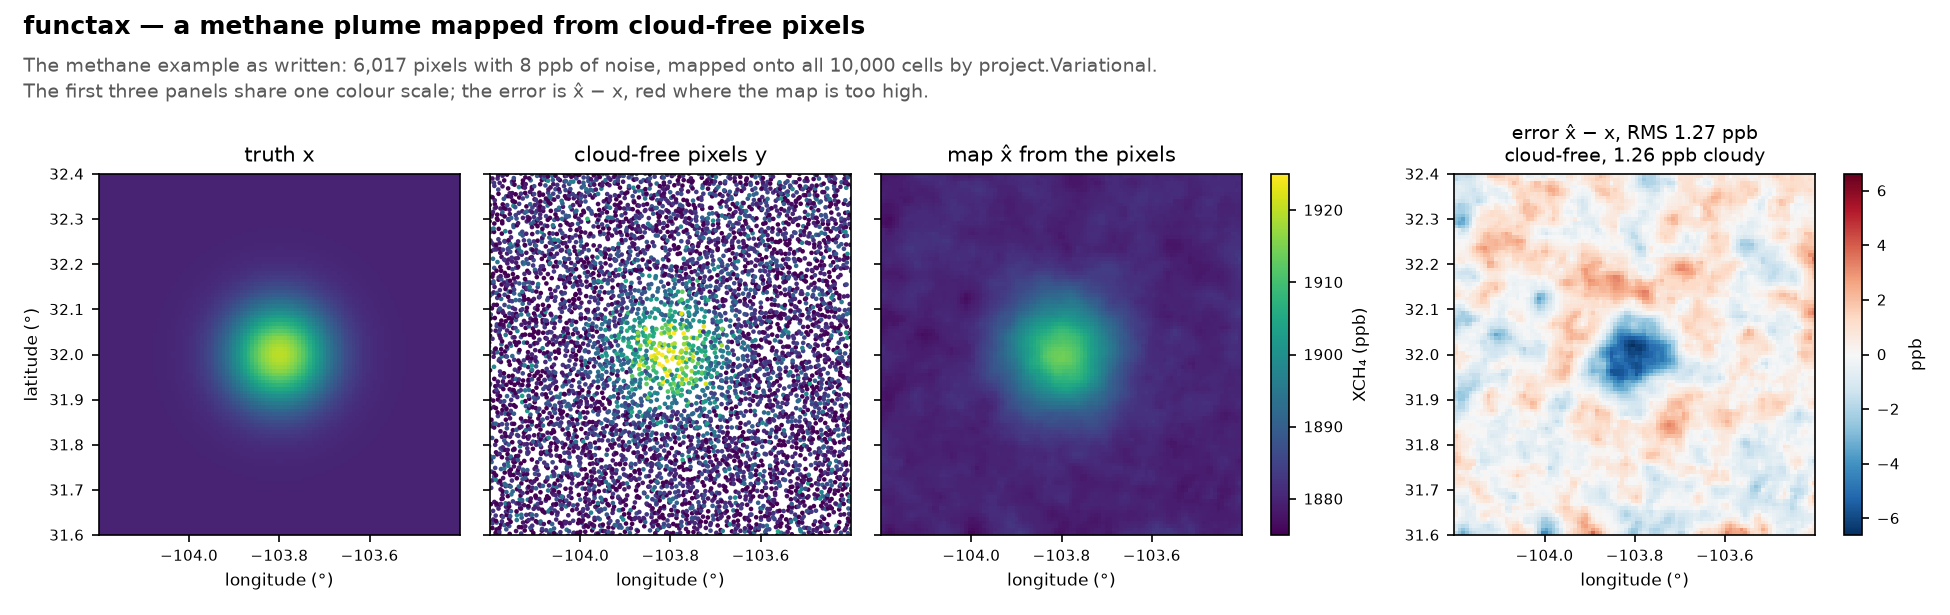 functax — a methane plume mapped from cloud-free pixels
The methane example as written: 6,017 pixels with 8 ppb of noise, mapped onto all 10,000 cells by project.Variational.
The first three panels share one colour scale; the error is x̂ − x, red where the map is too high.
truth x
cloud-free pixels y
map x̂ from the pixels
error x̂ − x, RMS 1.27 ppb
cloud-free, 1.26 ppb cloudy
latitude (°)
32.4
32.3
32.2
32.1
32.0
31.9
31.8
31.7
31.6
−104.0 −103.8 −103.6
longitude (°)
−104.0 −103.8 −103.6
longitude (°)
−104.0 −103.8 −103.6
longitude (°)
1920
1910
1900
1890
1880
XCH₄ (ppb)
32.4
32.3
32.2
32.1
32.0
31.9
31.8
31.7
31.6
−104.0 −103.8 −103.6
longitude (°)
6
4
2
0
−2
−4
−6
ppb